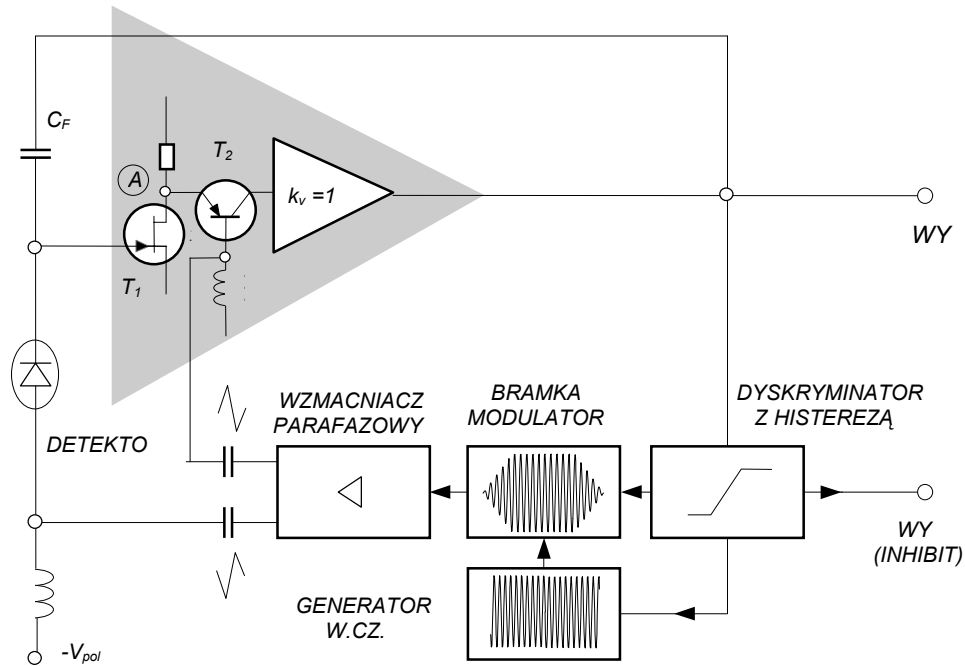 C_F
A
T_2
k_v =1
T_1
WY
DETEKTO
WZMACNIACZ
PARAFAZOWY
BRAMKA
MODULATOR
DYSKRYMINATOR
Z HISTEREZĄ
WY
(INHIBIT)
GENERATOR
W.CZ.
-V_pol